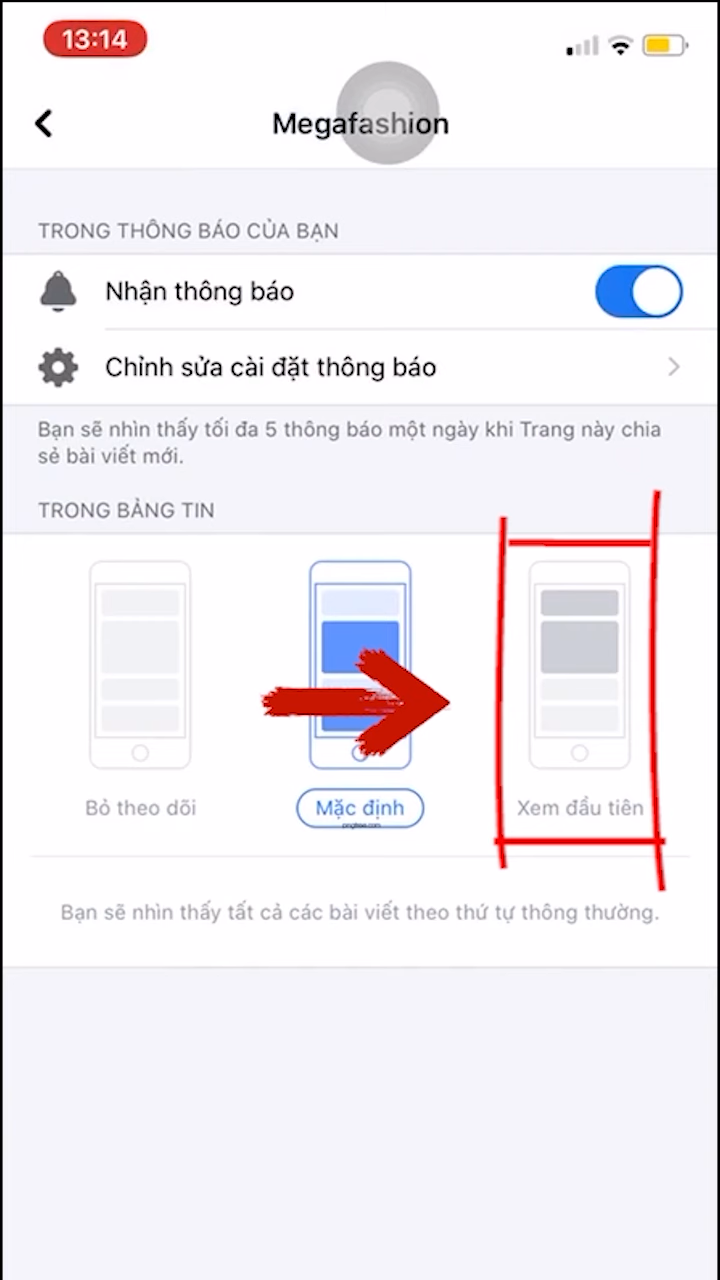 13:14
Megafashion
TRONG THÔNG BÁO CỦA BẠN
Nhận thông báo
Chỉnh sửa cài đặt thông báo
Bạn sẽ nhìn thấy tối đa 5 thông báo một ngày khi Trang này chia
sẻ bài viết mới.
TRONG BẢNG TIN
Bỏ theo dõi
Mặc định
Xem đầu tiên
Bạn sẽ nhìn thấy tất cả các bài viết theo thứ tự thông thường.